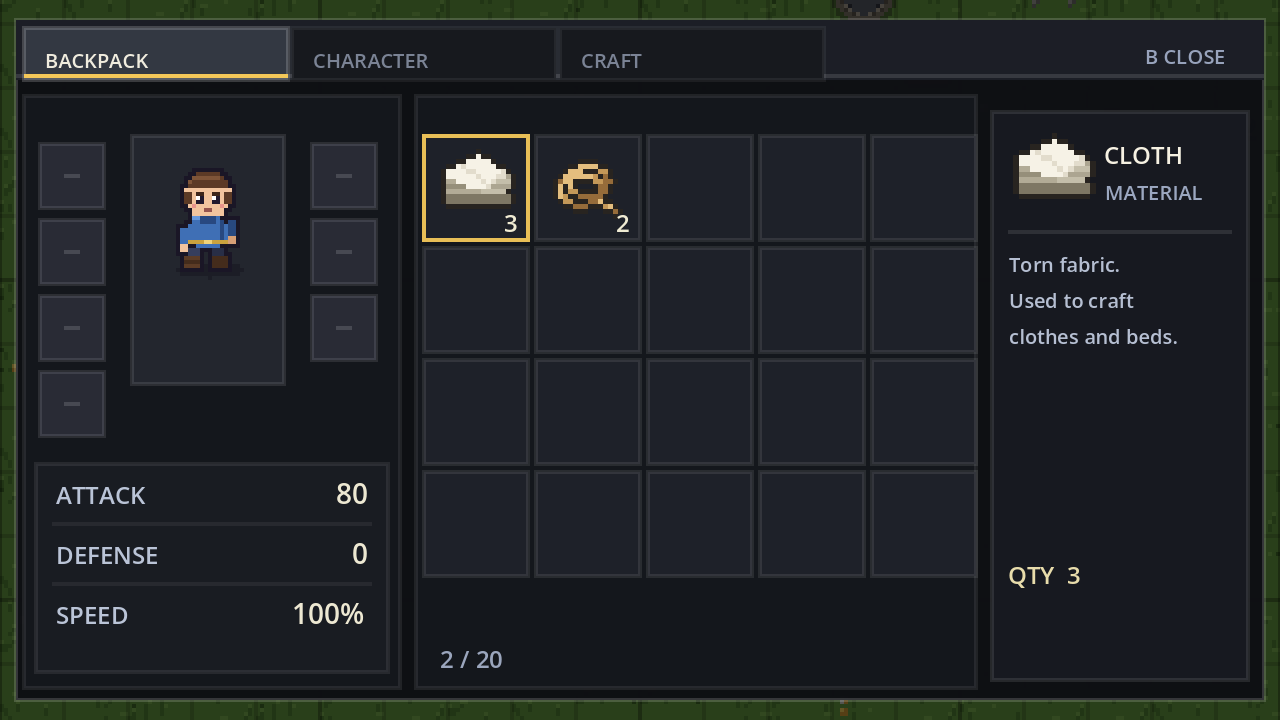 BACKPACK
CHARACTER
CRAFT
B CLOSE
3
2
CLOTH
MATERIAL
Torn fabric.
Used to craft
clothes and beds.
QTY 3
ATTACK 80
DEFENSE 0
SPEED 100%
2 / 20